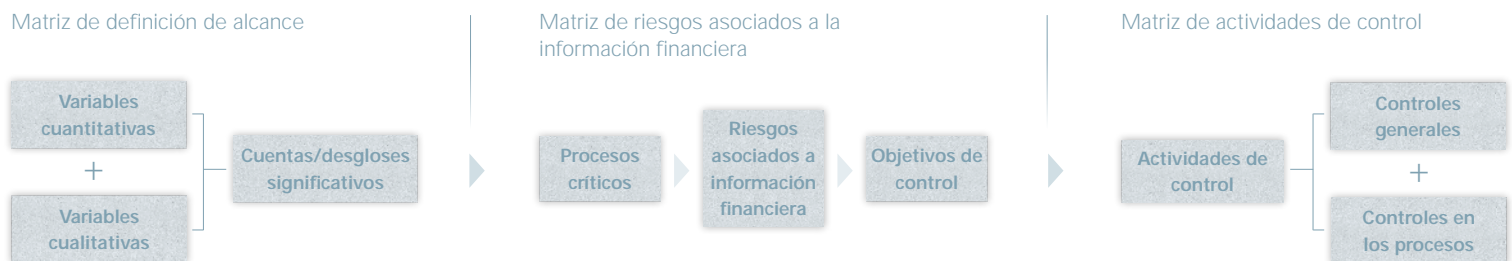 Matriz de definición de alcance
Variables
cuantitativas
+
Variables
cualitativas
Cuentas/desgloses
significativos
Matriz de riesgos asociados a la
información financiera
Procesos
críticos
Riesgos
asociados a
información
financiera
Objetivos de
control
Matriz de actividades de control
Actividades de
control
Controles
generales
+
Controles en
los procesos